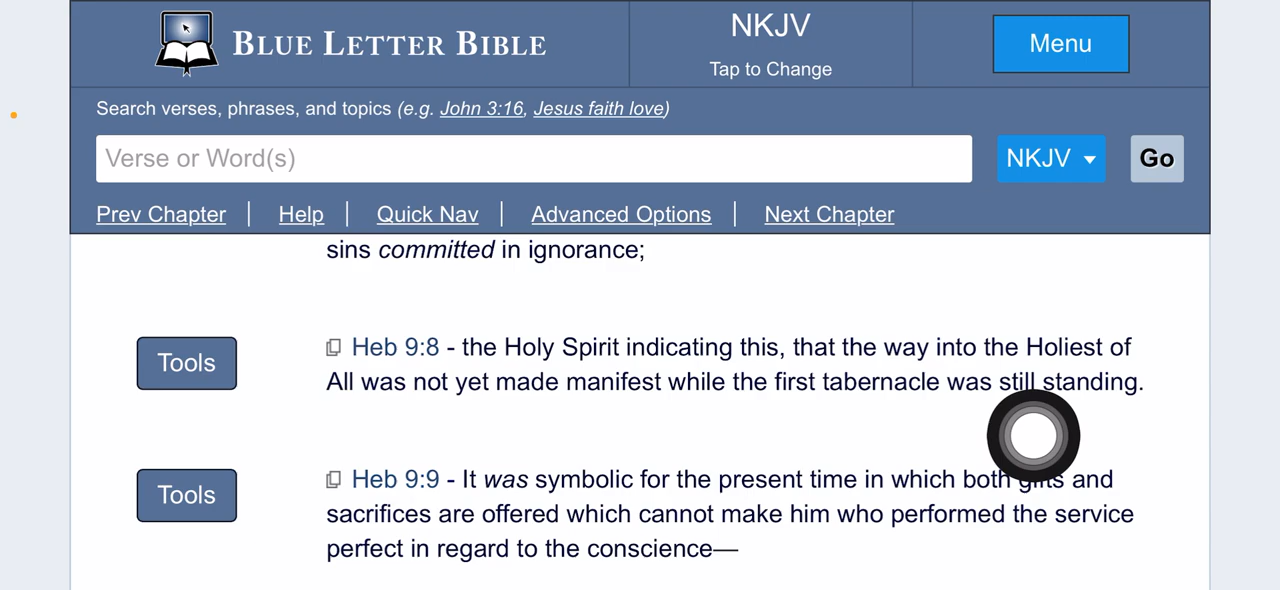 BLUE LETTER BIBLE
NKJV
Tap to Change
Menu
Search verses, phrases, and topics (e.g. John 3:16, Jesus faith love)
Verse or Word(s)
NKJV
Go
Prev Chapter | Help | Quick Nav | Advanced Options | Next Chapter
sins committed in ignorance;
Tools
Heb 9:8 - the Holy Spirit indicating this, that the way into the Holiest of
All was not yet made manifest while the first tabernacle was still standing.
Tools
Heb 9:9 - It was symbolic for the present time in which both gifts and
sacrifices are offered which cannot make him who performed the service
perfect in regard to the conscience—